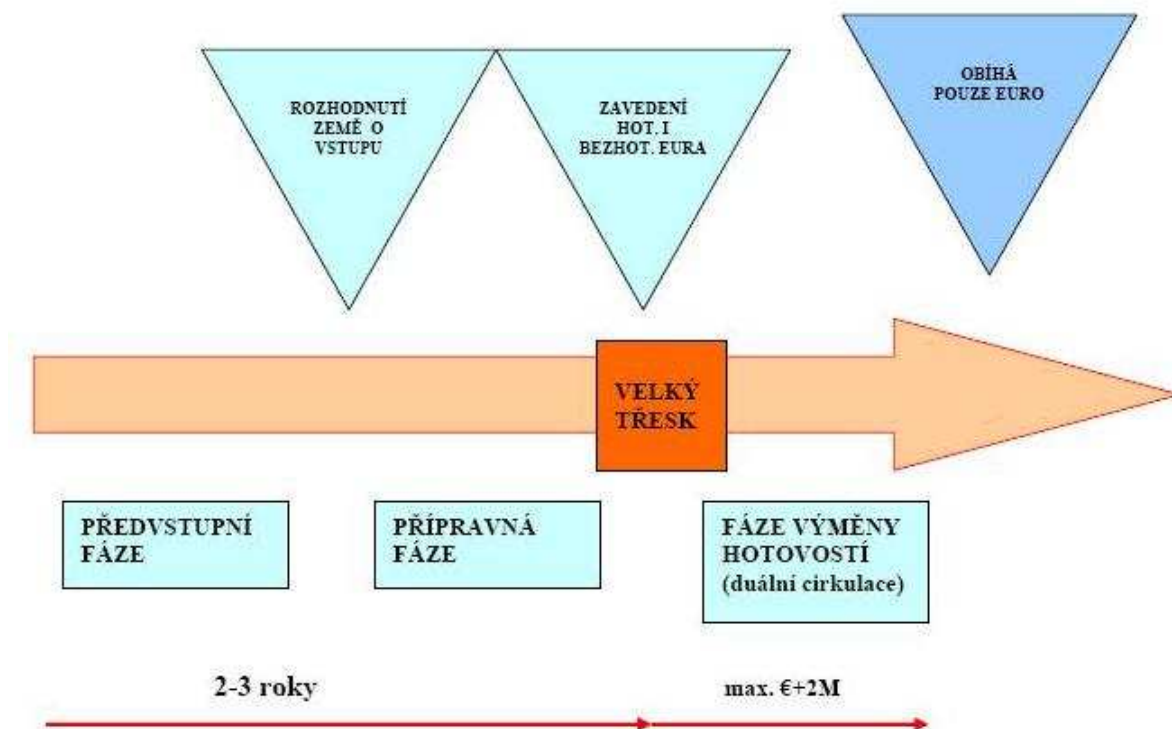 ROZHODNUTÍ
ZEMĚ O
VSTUPU
ZAVEDENÍ
HOT. I
BEZHOT. EURA
OBÍHÁ
POUZE EURO
VELKÝ
TŘESK
PŘEDVSTUPNÍ
FÁZE
PŘÍPRAVNÁ
FÁZE
FÁZE VÝMĚNY
HOTOVOSTÍ
(duální cirkulace)
2-3 roky
max. €+2M